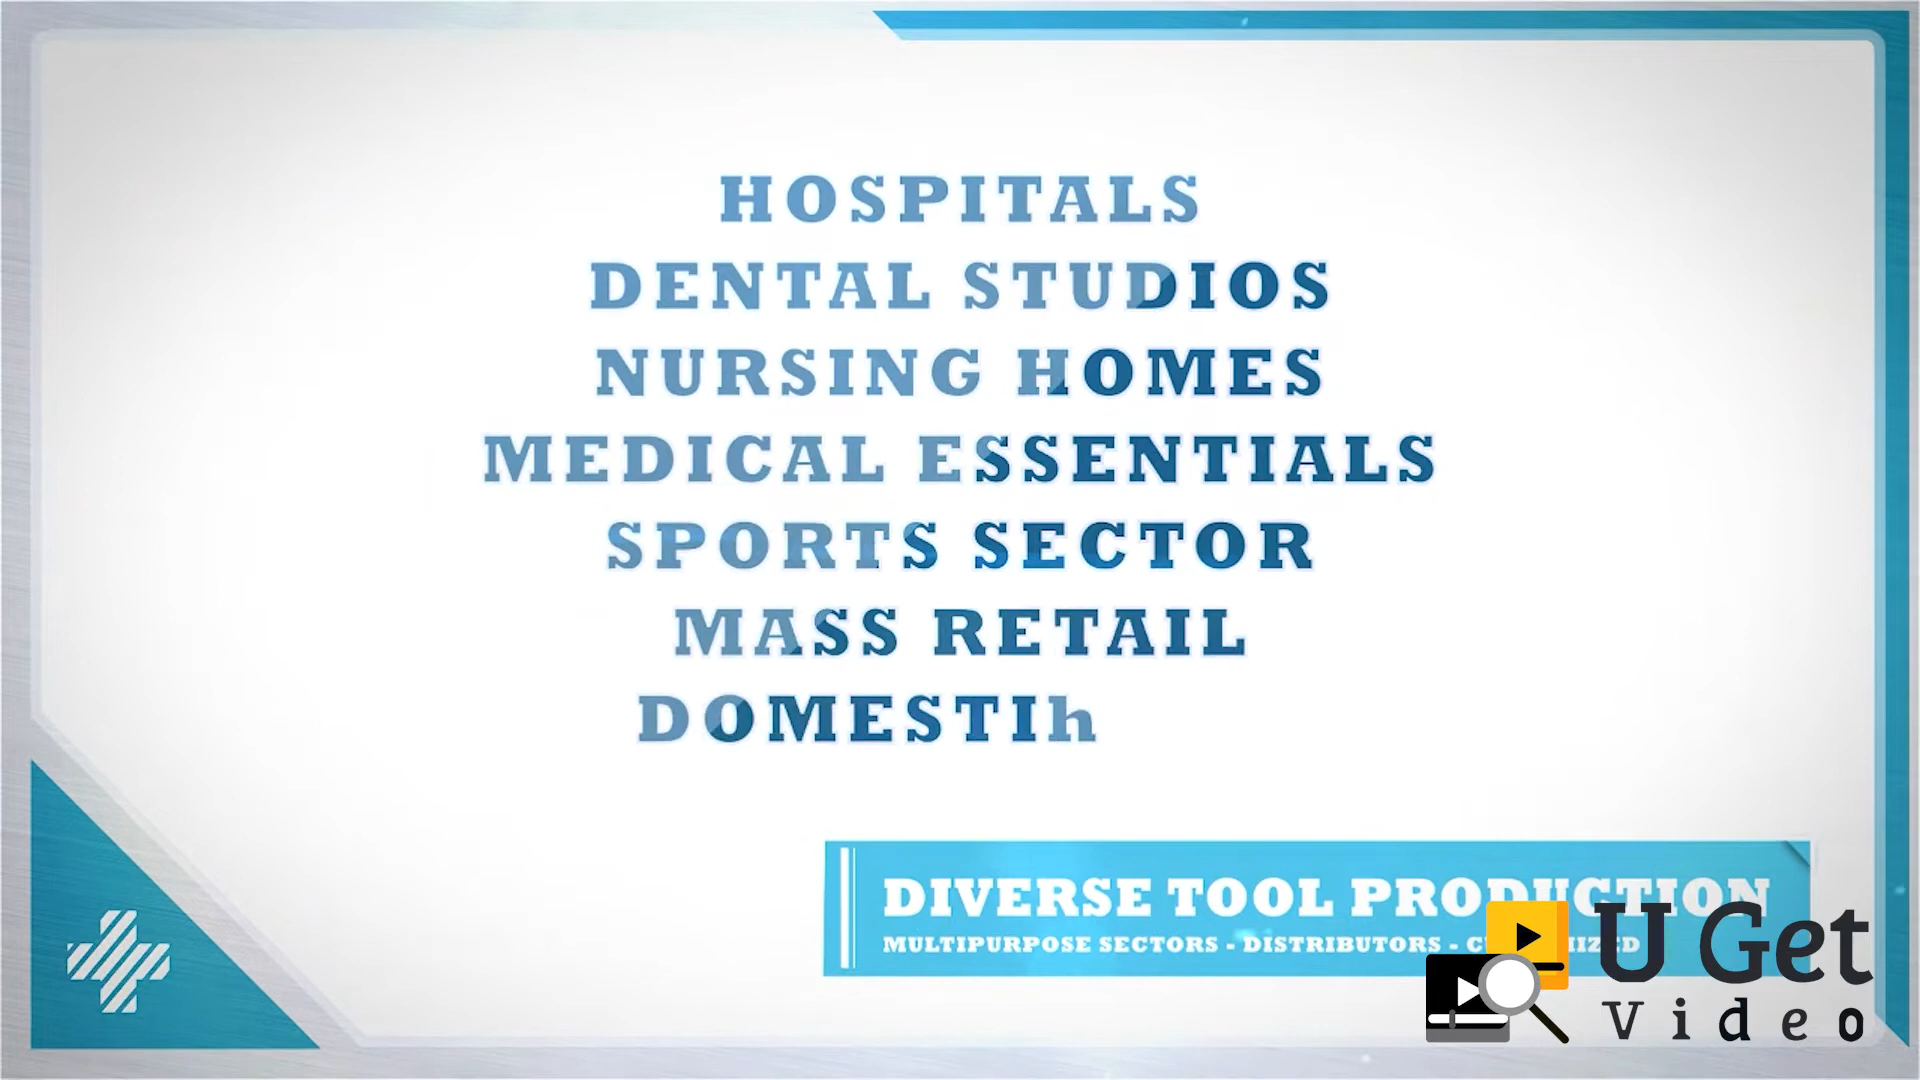 HOSPITALS
DENTAL STUDIOS
NURSING HOMES
MEDICAL ESSENTIALS
SPORTS SECTOR
MASS RETAIL
DOMESTIh
DIVERSE TOOL PRODUCTION
MULTIPURPOSE SECTORS - DISTRIBUTORS -
U Get
Video